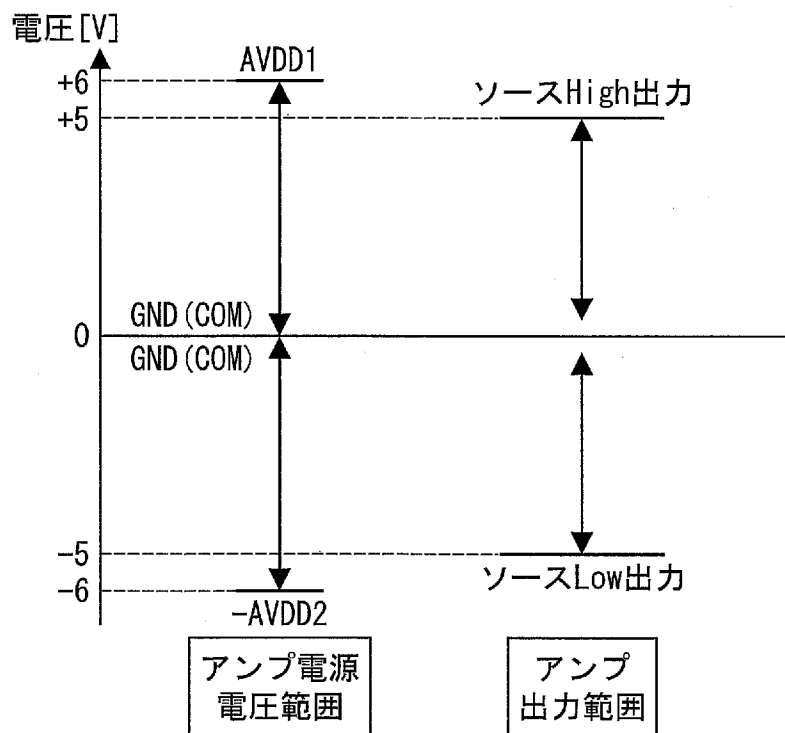 電圧[V]
AVDD1
+6
ソースHigh出力
+5
GND(COM)
0
GND(COM)
-5
-6
ソースLow出力
-AVDD2
アンプ電源
電圧範囲
アンプ
出力範囲